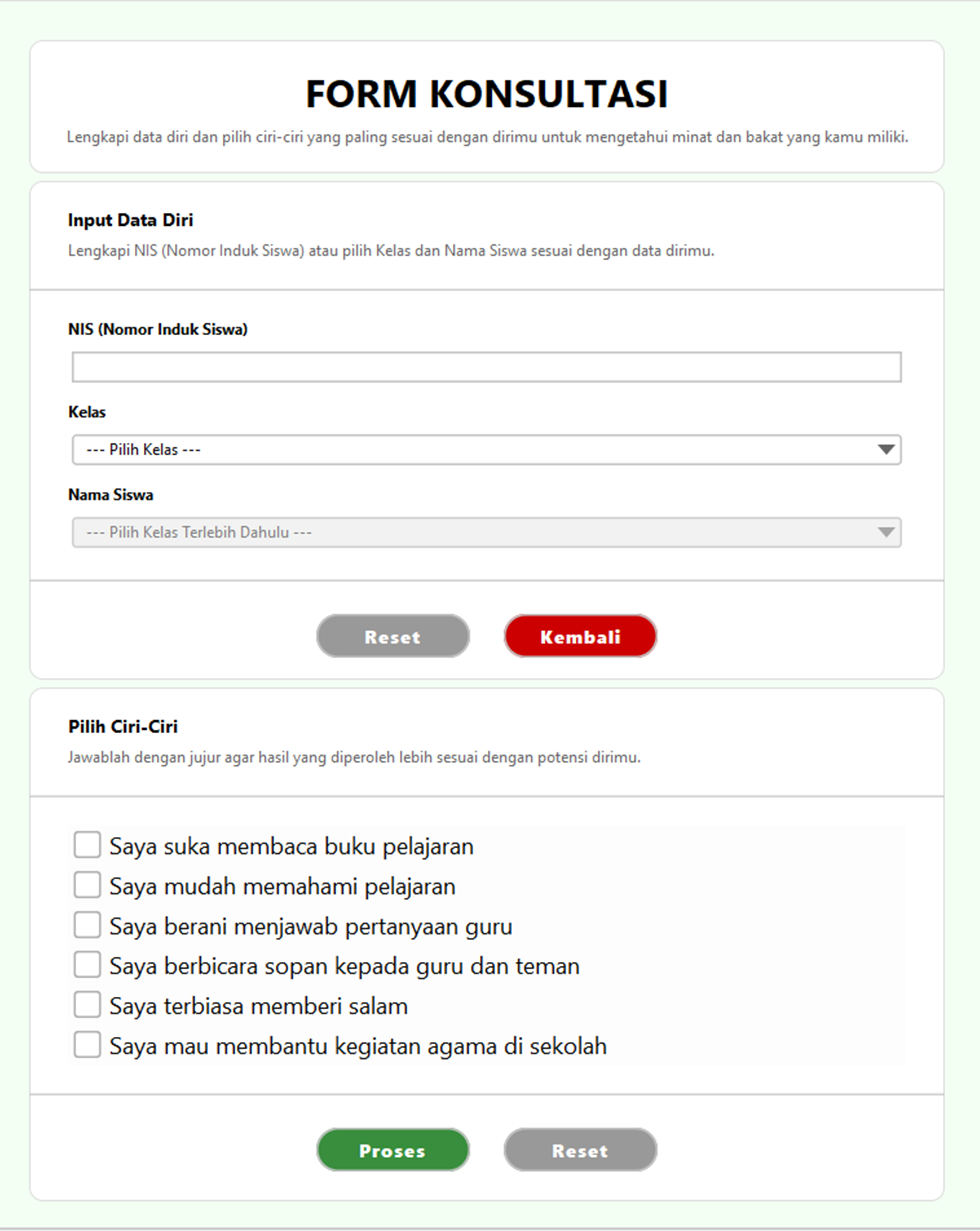 FORM KONSULTASI
Lengkapi data diri dan pilih ciri-ciri yang paling sesuai dengan dirimu untuk mengetahui minat dan bakat yang kamu miliki.
Input Data Diri
Lengkapi NIS (Nomor Induk Siswa) atau pilih Kelas dan Nama Siswa sesuai dengan data dirimu.
NIS (Nomor Induk Siswa)
Kelas
--- Pilih Kelas ---
Nama Siswa
--- Pilih Kelas Terlebih Dahulu ---
Reset Kembali
Pilih Ciri-Ciri
Jawablah dengan jujur agar hasil yang diperoleh lebih sesuai dengan potensi dirimu.
Saya suka membaca buku pelajaran
Saya mudah memahami pelajaran
Saya berani menjawab pertanyaan guru
Saya berbicara sopan kepada guru dan teman
Saya terbiasa memberi salam
Saya mau membantu kegiatan agama di sekolah
Proses Reset